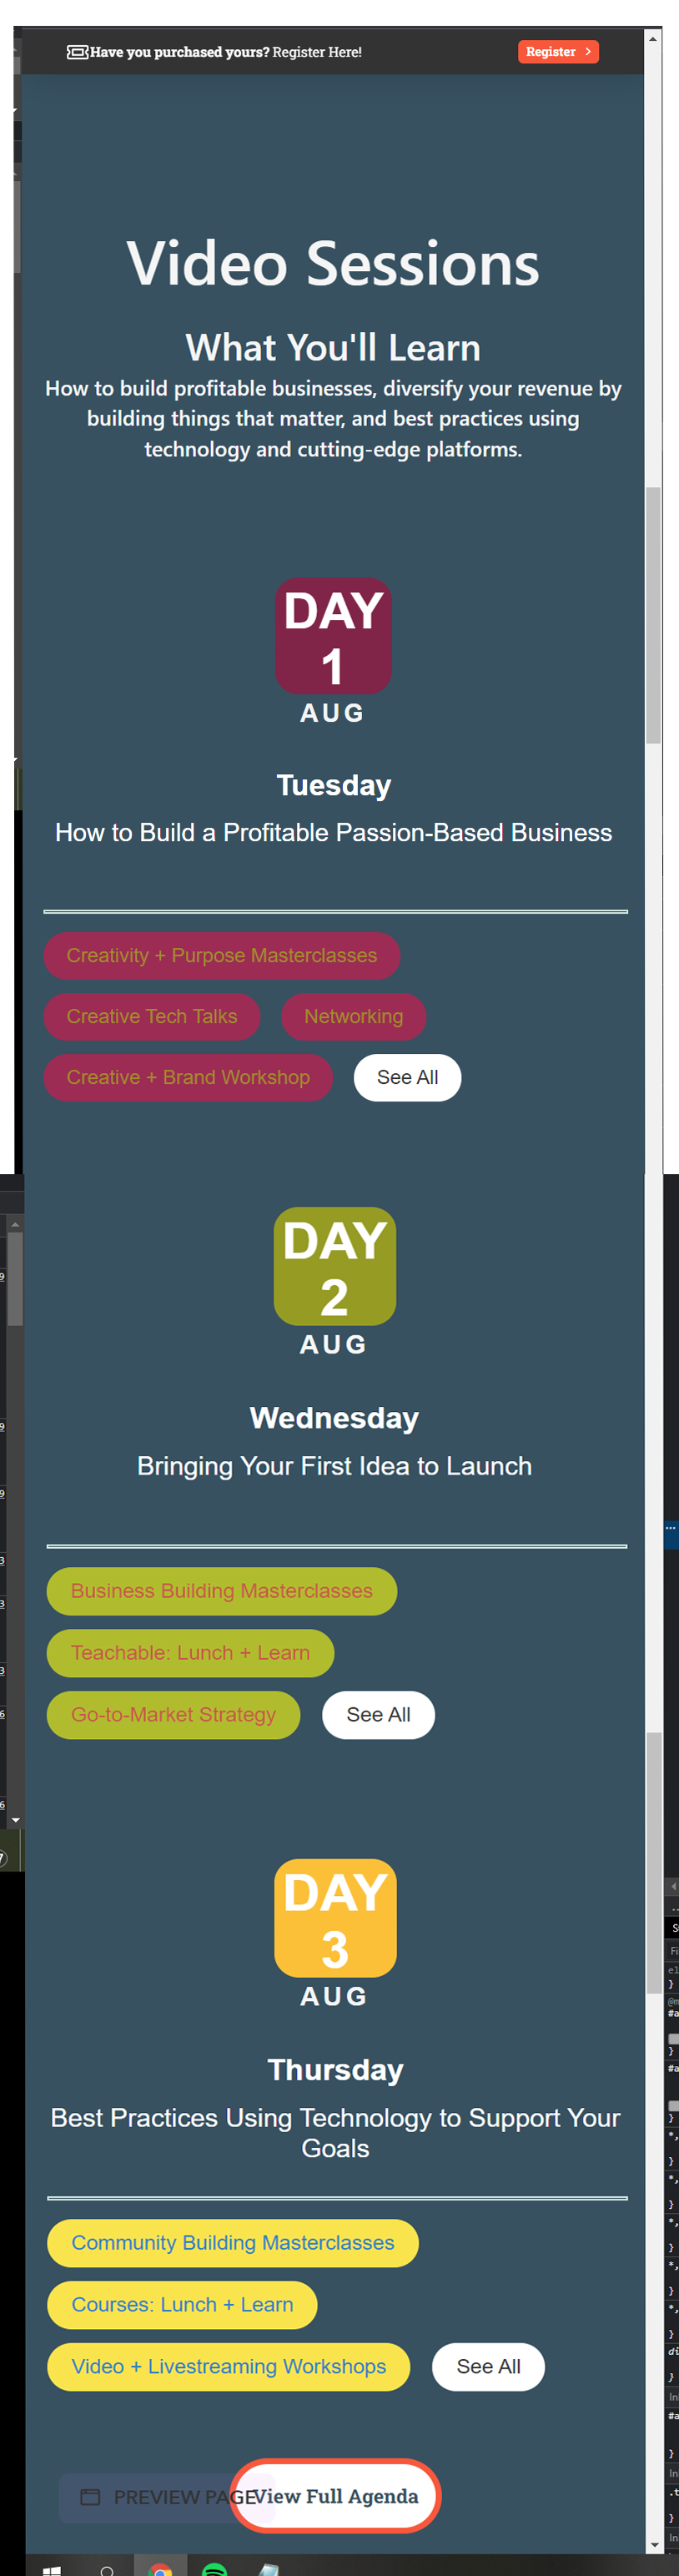 Have you purchased yours? Register Here!
Register
Video Sessions
What You'll Learn
How to build profitable businesses, diversify your revenue by
building things that matter, and best practices using
technology and cutting-edge platforms.
DAY
1
AUG
Tuesday
How to Build a Profitable Passion-Based Business
Creativity + Purpose Masterclasses
Creative Tech Talks
Networking
Creative + Brand Workshop
See All
DAY
2
AUG
Wednesday
Bringing Your First Idea to Launch
Business Building Masterclasses
Teachable: Lunch + Learn
Go-to-Market Strategy
See All
DAY
3
AUG
Thursday
Best Practices Using Technology to Support Your
Goals
Community Building Masterclasses
Courses: Lunch + Learn
Video + Livestreaming Workshops
See All
PREVIEW PAGE
View Full Agenda